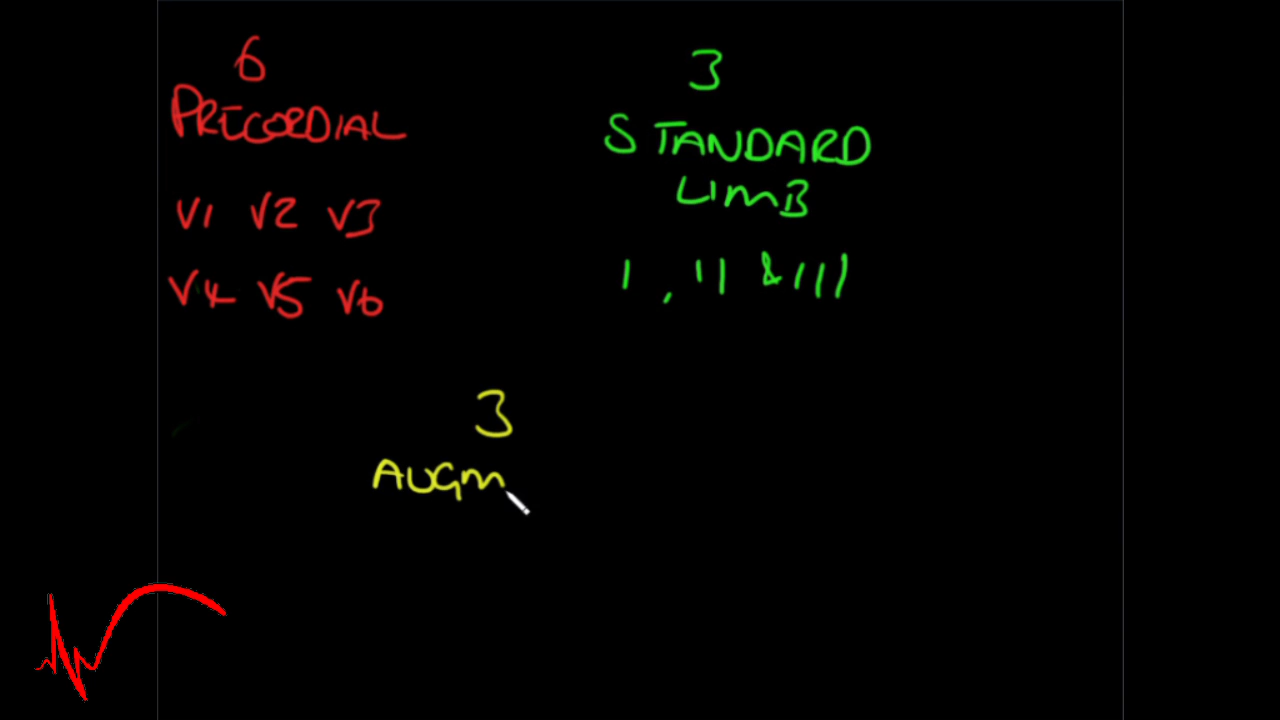 6
PRECORDIAL
V1 V2 V3
V4 V5 V6
3
STANDARD
LIMB
I, II & III
3
AUGM